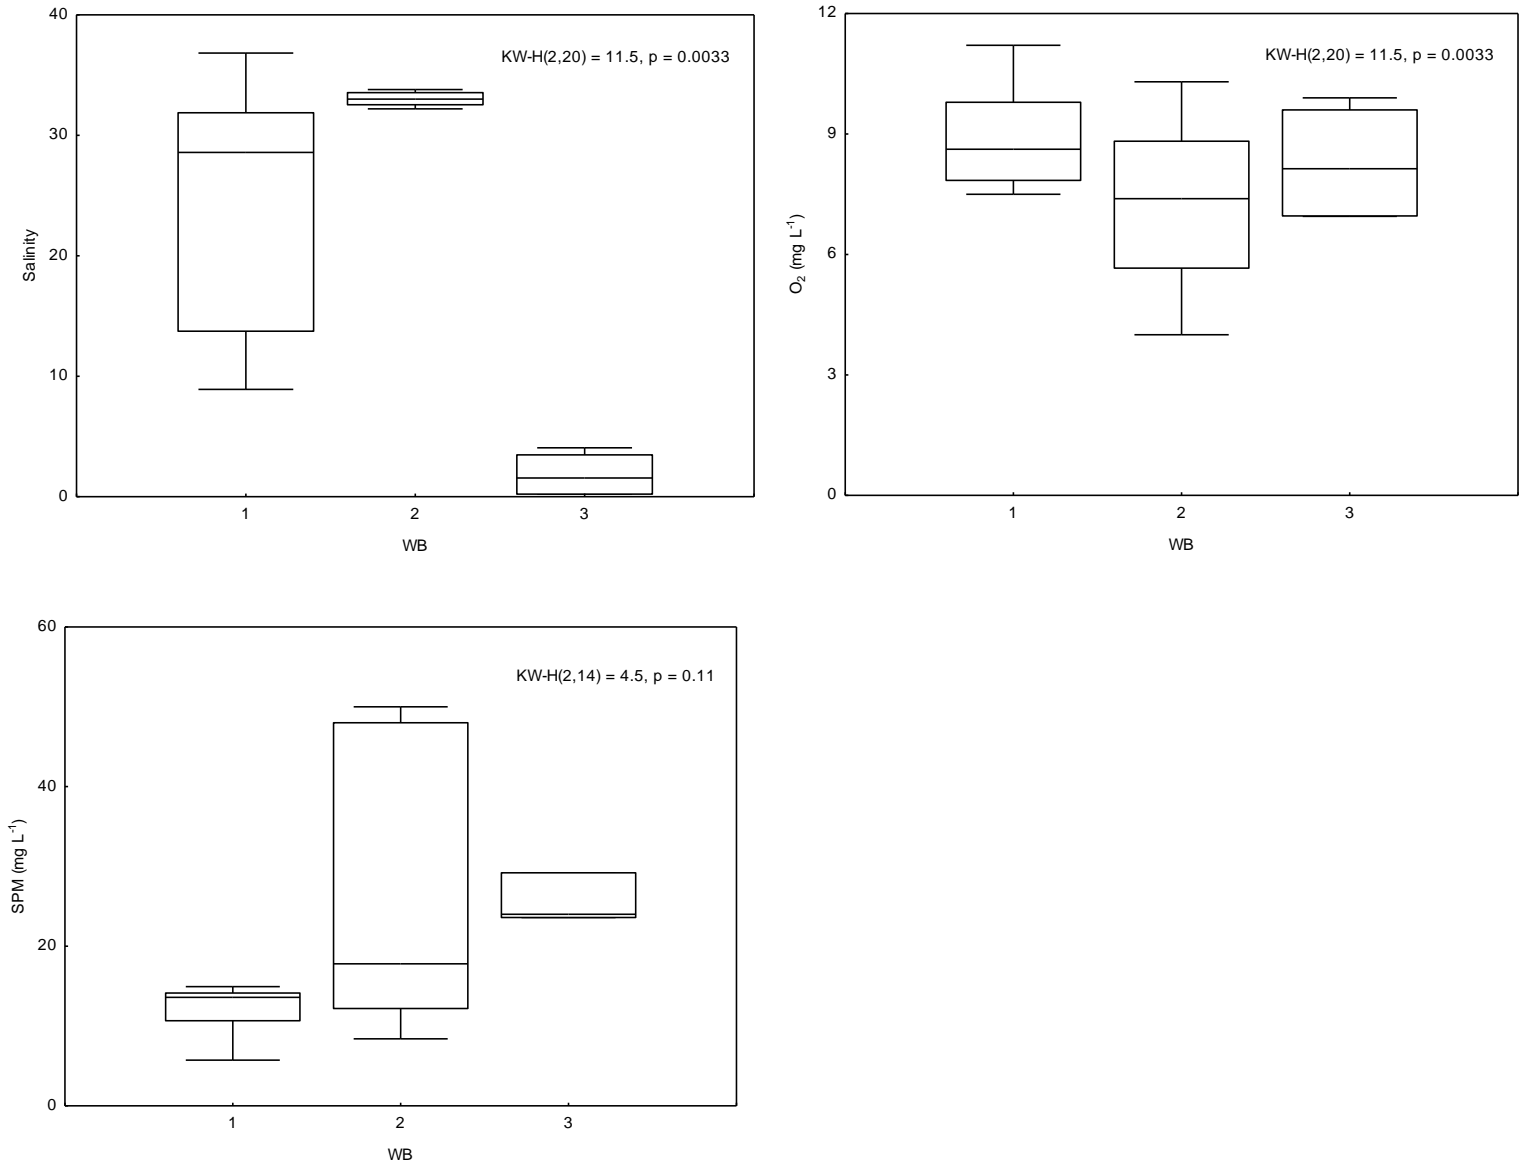 40
30
20
10
0
Salinity
KW-H(2,20) = 11.5, p = 0.0033
1 2 3
WB
12
9
6
3
0
O₂ (mg L⁻¹)
KW-H(2,20) = 11.5, p = 0.0033
1 2 3
WB
60
40
20
0
SPM (mg L⁻¹)
KW-H(2,14) = 4.5, p = 0.11
1 2 3
WB